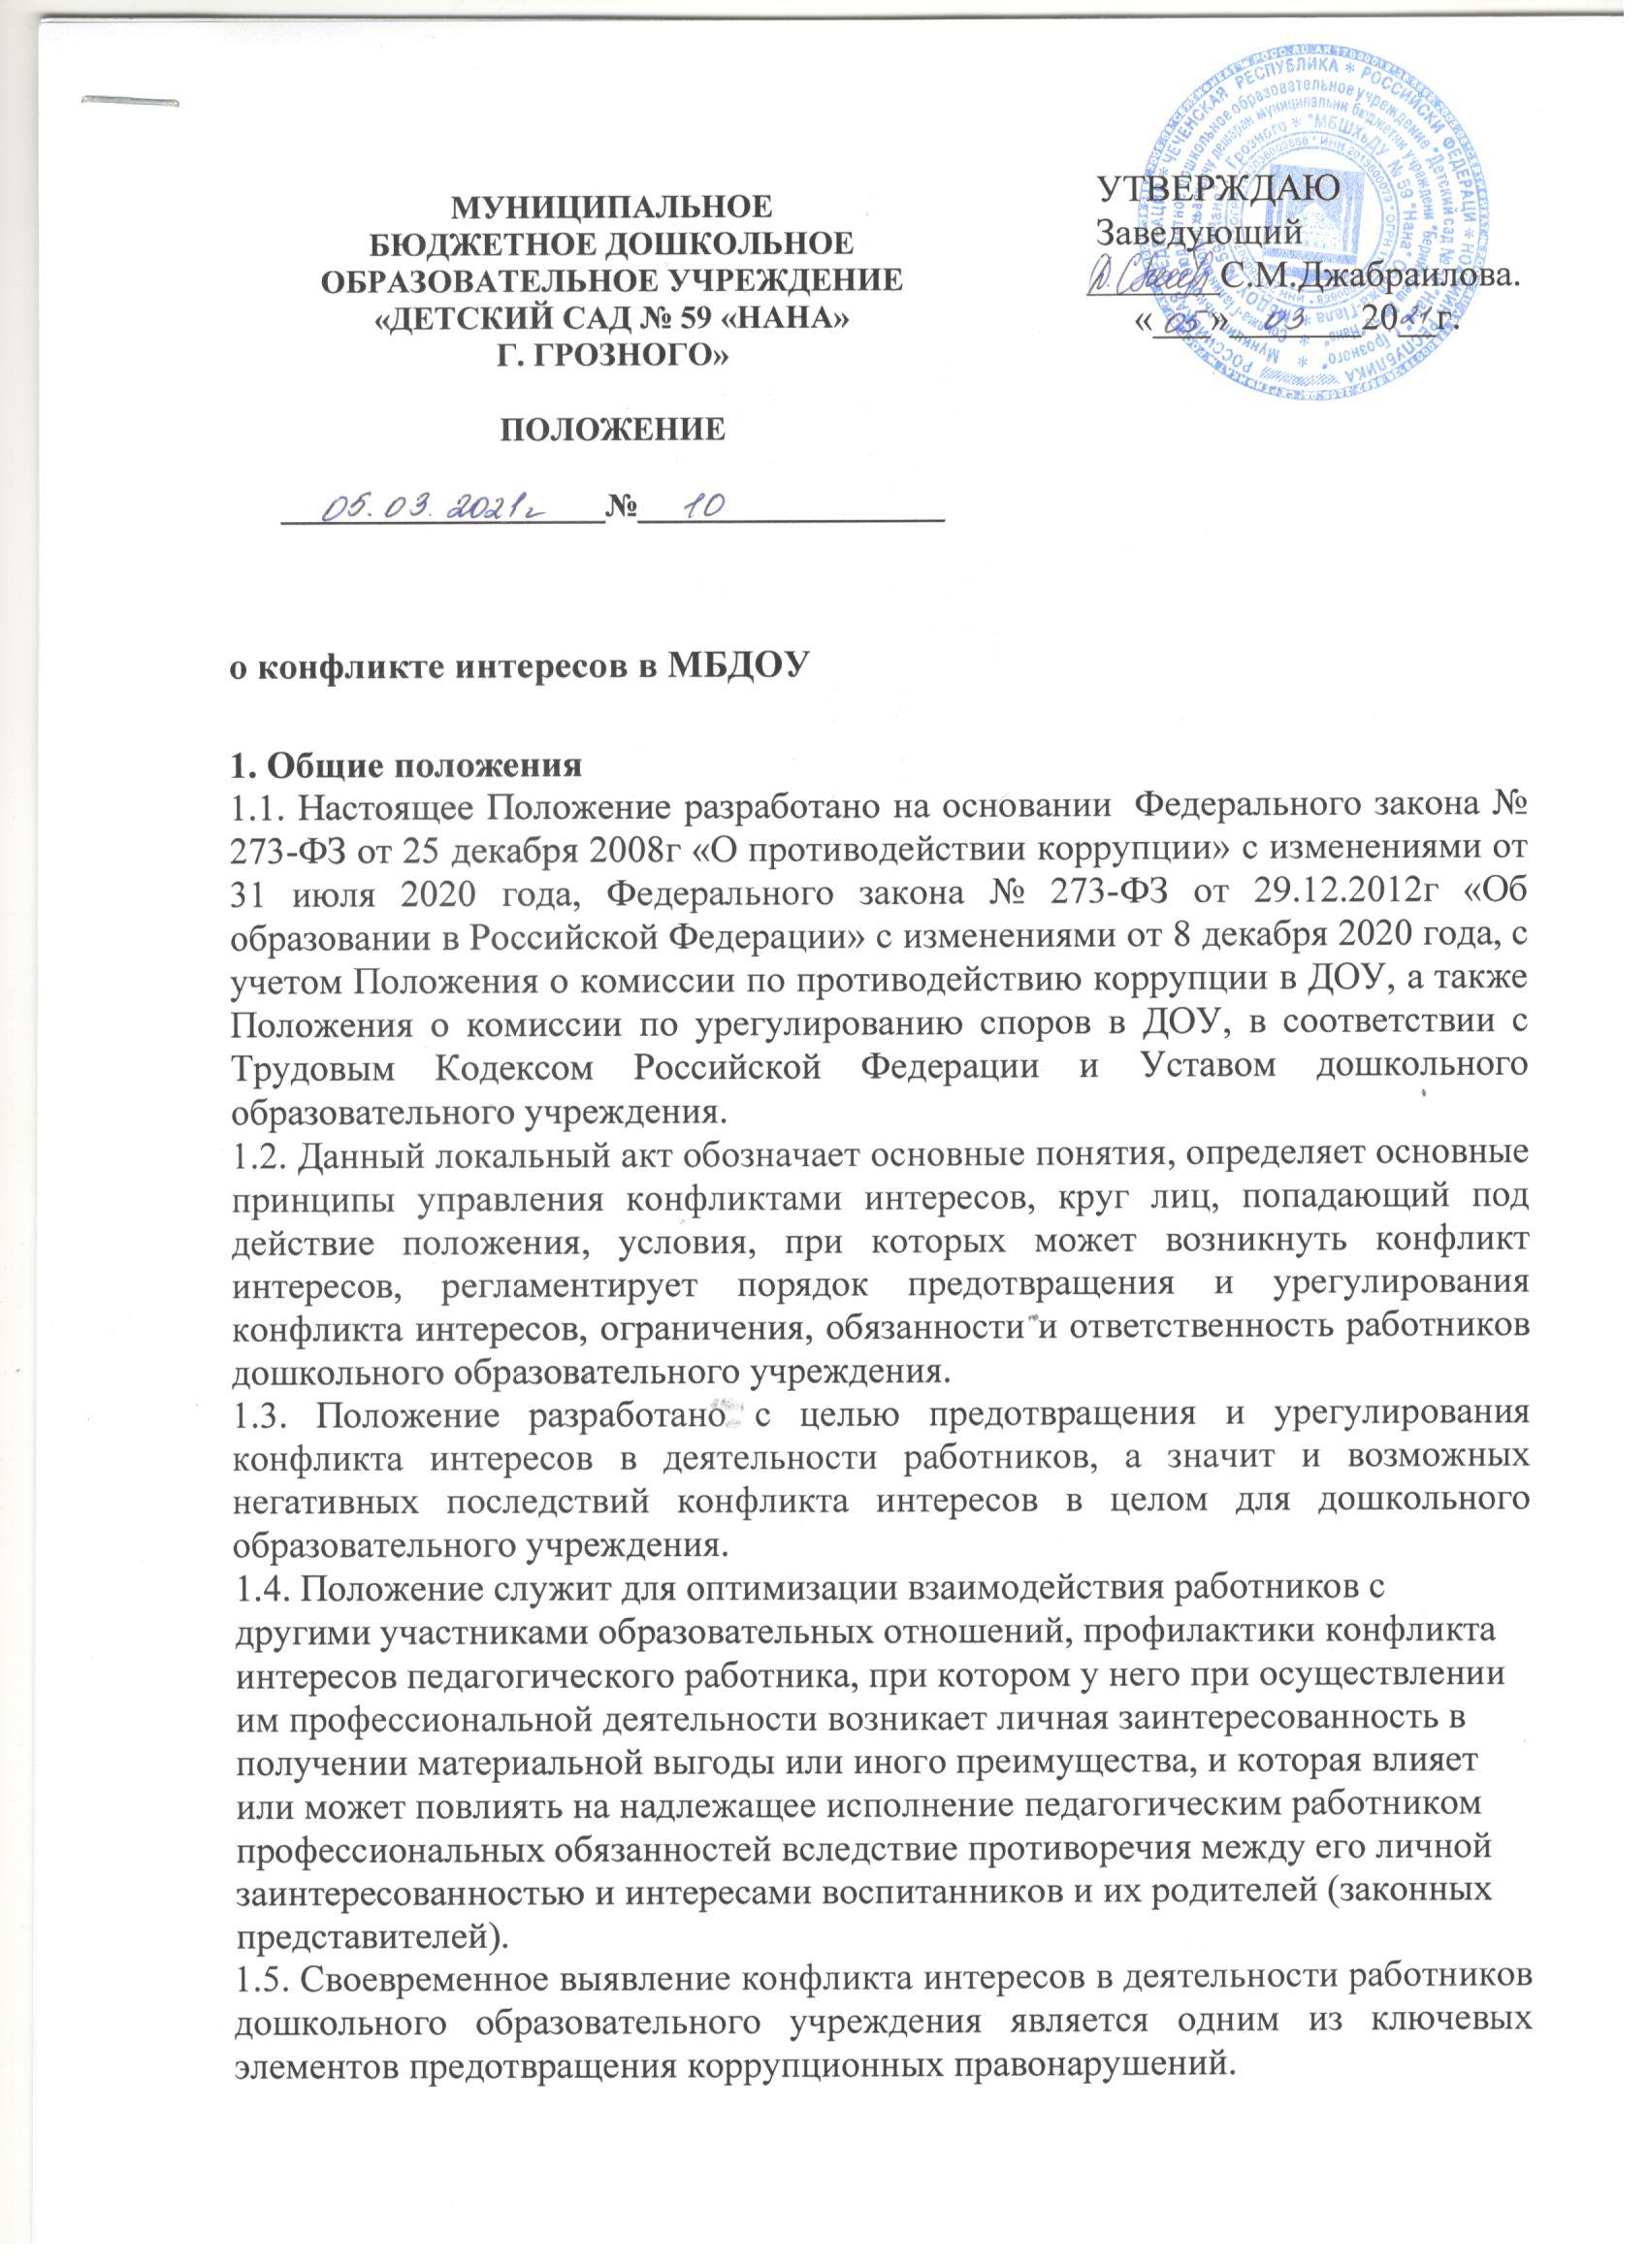 МУНИЦИПАЛЬНОЕ
БЮДЖЕТНОЕ ДОШКОЛЬНОЕ
ОБРАЗОВАТЕЛЬНОЕ УЧРЕЖДЕНИЕ
«ДЕТСКИЙ САД № 59 «НАНА»
Г. ГРОЗНОГО»
ПОЛОЖЕНИЕ
05.03.2021г № 10
УТВЕРЖДАЮ
Заведующий
С.М.Джабраилова.
«05» 03 2021г.
ЧЕЧЕНСКАЯ РЕСПУБЛИКА * РОССИЙСКИ ФЕДЕРАЦИ *
о конфликте интересов в МБДОУ
1. Общие положения
1.1. Настоящее Положение разработано на основании Федерального закона №
273-ФЗ от 25 декабря 2008г «О противодействии коррупции» с изменениями от
31 июля 2020 года, Федерального закона № 273-ФЗ от 29.12.2012г «Об
образовании в Российской Федерации» с изменениями от 8 декабря 2020 года, с
учетом Положения о комиссии по противодействию коррупции в ДОУ, а также
Положения о комиссии по урегулированию споров в ДОУ, в соответствии с
Трудовым Кодексом Российской Федерации и Уставом дошкольного
образовательного учреждения.
1.2. Данный локальный акт обозначает основные понятия, определяет основные
принципы управления конфликтами интересов, круг лиц, попадающий под
действие положения, условия, при которых может возникнуть конфликт
интересов, регламентирует порядок предотвращения и урегулирования
конфликта интересов, ограничения, обязанности и ответственность работников
дошкольного образовательного учреждения.
1.3. Положение разработано с целью предотвращения и урегулирования
конфликта интересов в деятельности работников, а значит и возможных
негативных последствий конфликта интересов в целом для дошкольного
образовательного учреждения.
1.4. Положение служит для оптимизации взаимодействия работников с
другими участниками образовательных отношений, профилактики конфликта
интересов педагогического работника, при котором у него при осуществлении
им профессиональной деятельности возникает личная заинтересованность в
получении материальной выгоды или иного преимущества, и которая влияет
или может повлиять на надлежащее исполнение педагогическим работником
профессиональных обязанностей вследствие противоречия между его личной
заинтересованностью и интересами воспитанников и их родителей (законных
представителей).
1.5. Своевременное выявление конфликта интересов в деятельности работников
дошкольного образовательного учреждения является одним из ключевых
элементов предотвращения коррупционных правонарушений.